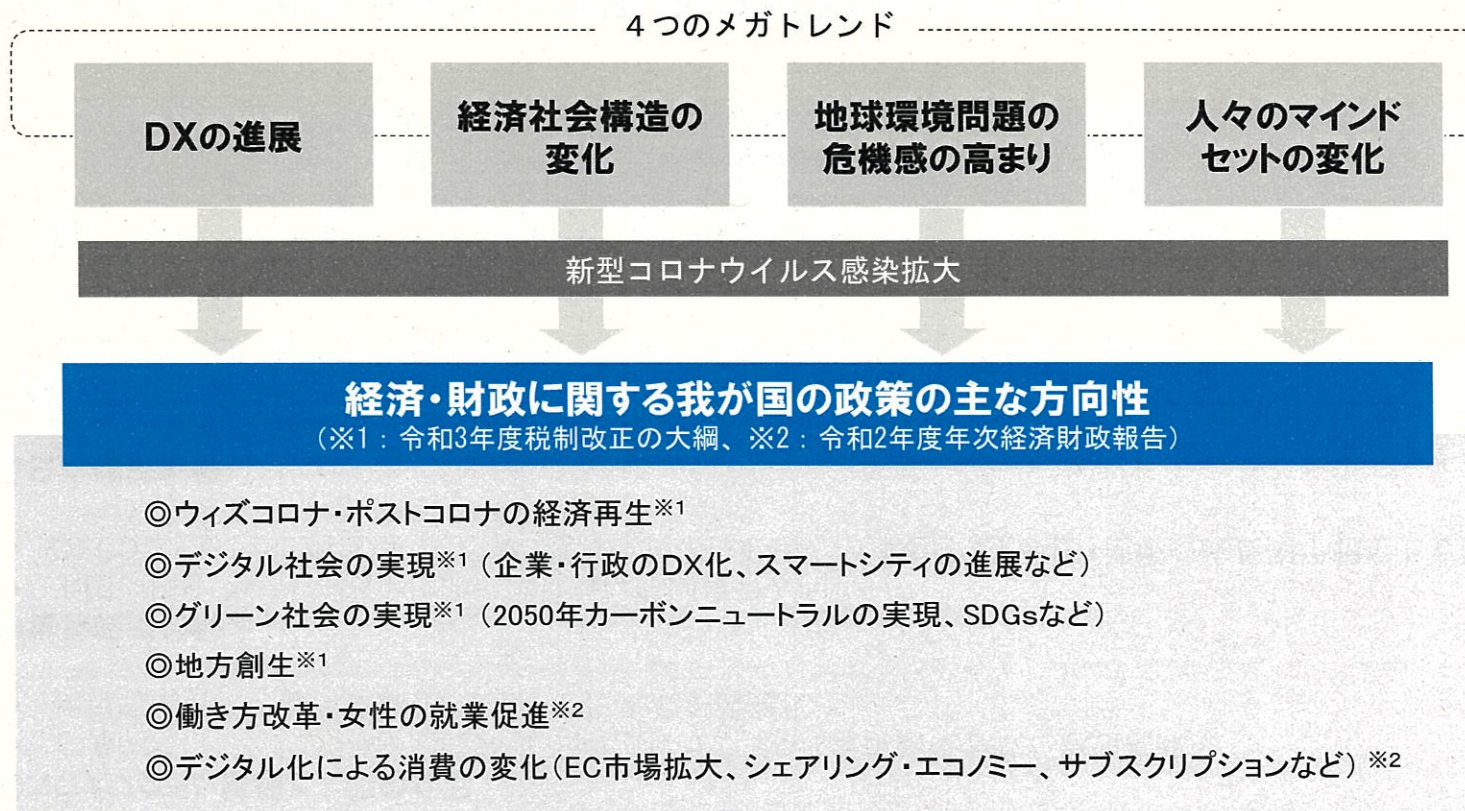 4つのメガトレンド
DXの進展
経済社会構造の
変化
地球環境問題の
危機感の高まり
人々のマインド
セットの変化
新型コロナウイルス感染拡大
経済・財政に関する我が国の政策の主な方向性
(※1：令和3年度税制改正の大綱、※2：令和2年度年次経済財政報告)
◎ウィズコロナ・ポストコロナの経済再生※1
◎デジタル社会の実現※1（企業・行政のDX化、スマートシティの進展など）
◎グリーン社会の実現※1（2050年カーボンニュートラルの実現、SDGsなど）
◎地方創生※1
◎働き方改革・女性の就業促進※2
◎デジタル化による消費の変化（EC市場拡大、シェアリング・エコノミー、サブスクリプションなど）※2